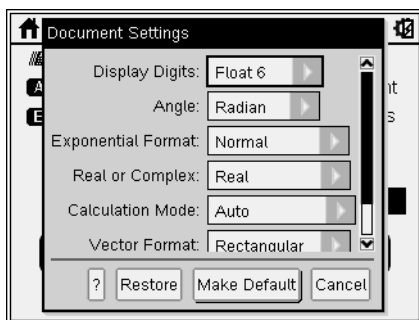 Document Settings
Display Digits: Float 6
Angle: Radian
Exponential Format: Normal
Real or Complex: Real
Calculation Mode: Auto
Vector Format: Rectangular
? Restore Make Default Cancel